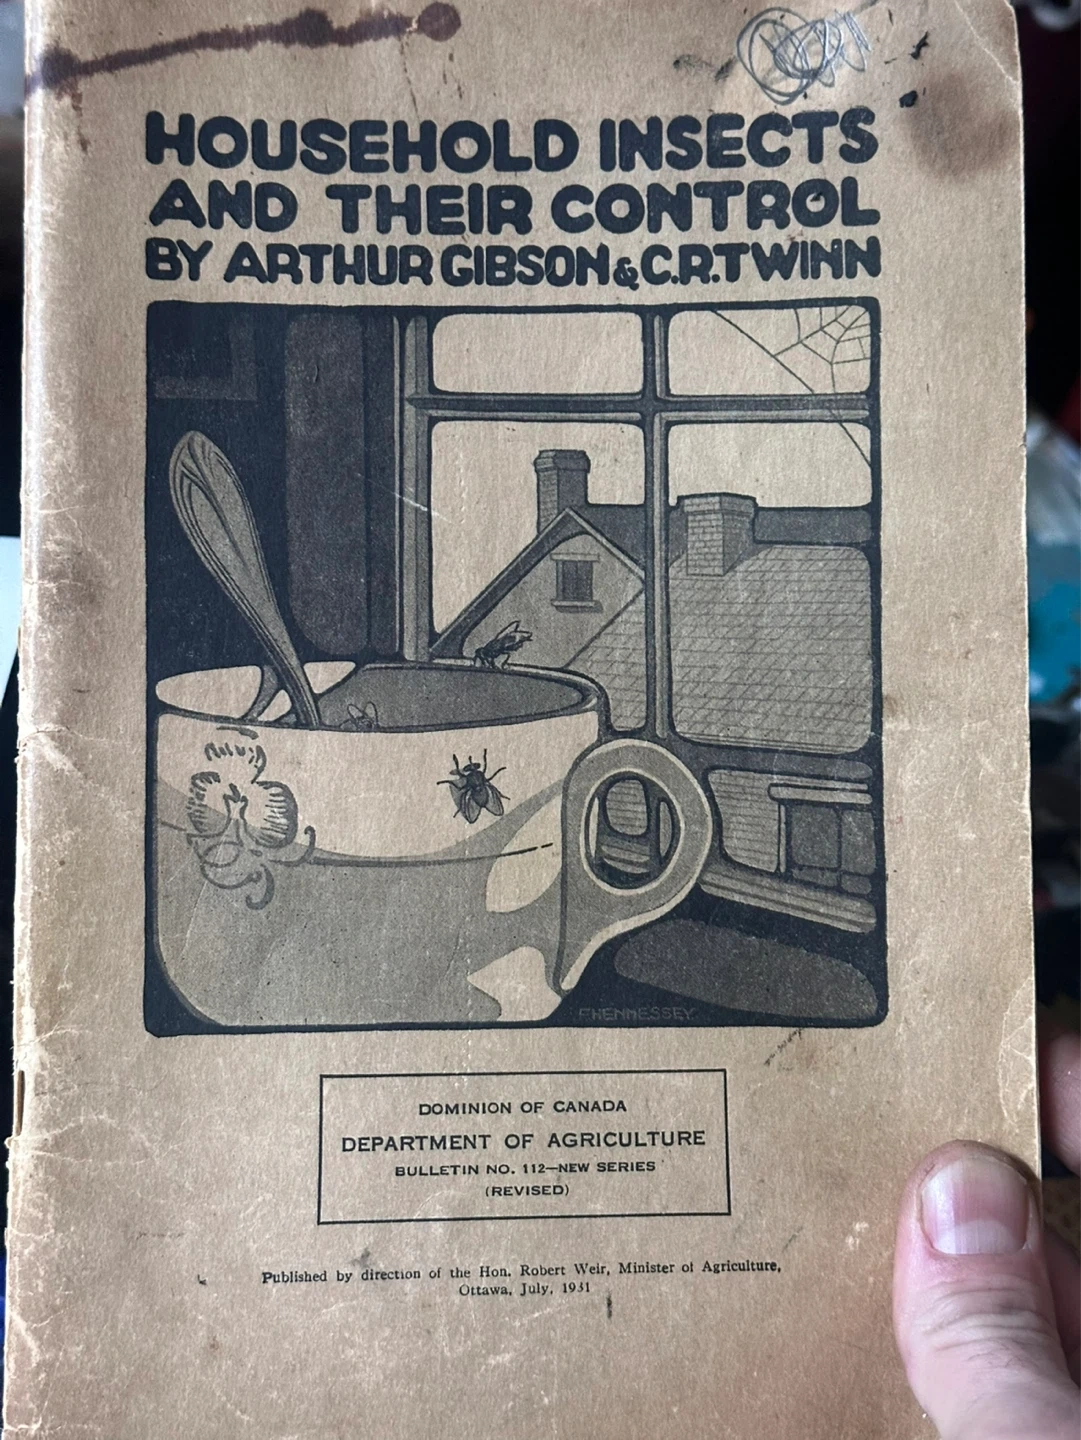 HOUSEHOLD INSECTS
AND THEIR CONTROL
BY ARTHUR GIBSON & C.R.TWINN
F.HENNESSEY.
DOMINION OF CANADA
DEPARTMENT OF AGRICULTURE
BULLETIN NO. 112—NEW SERIES
(REVISED)
Published by direction of the Hon. Robert Weir, Minister of Agriculture,
Ottawa, July, 1931